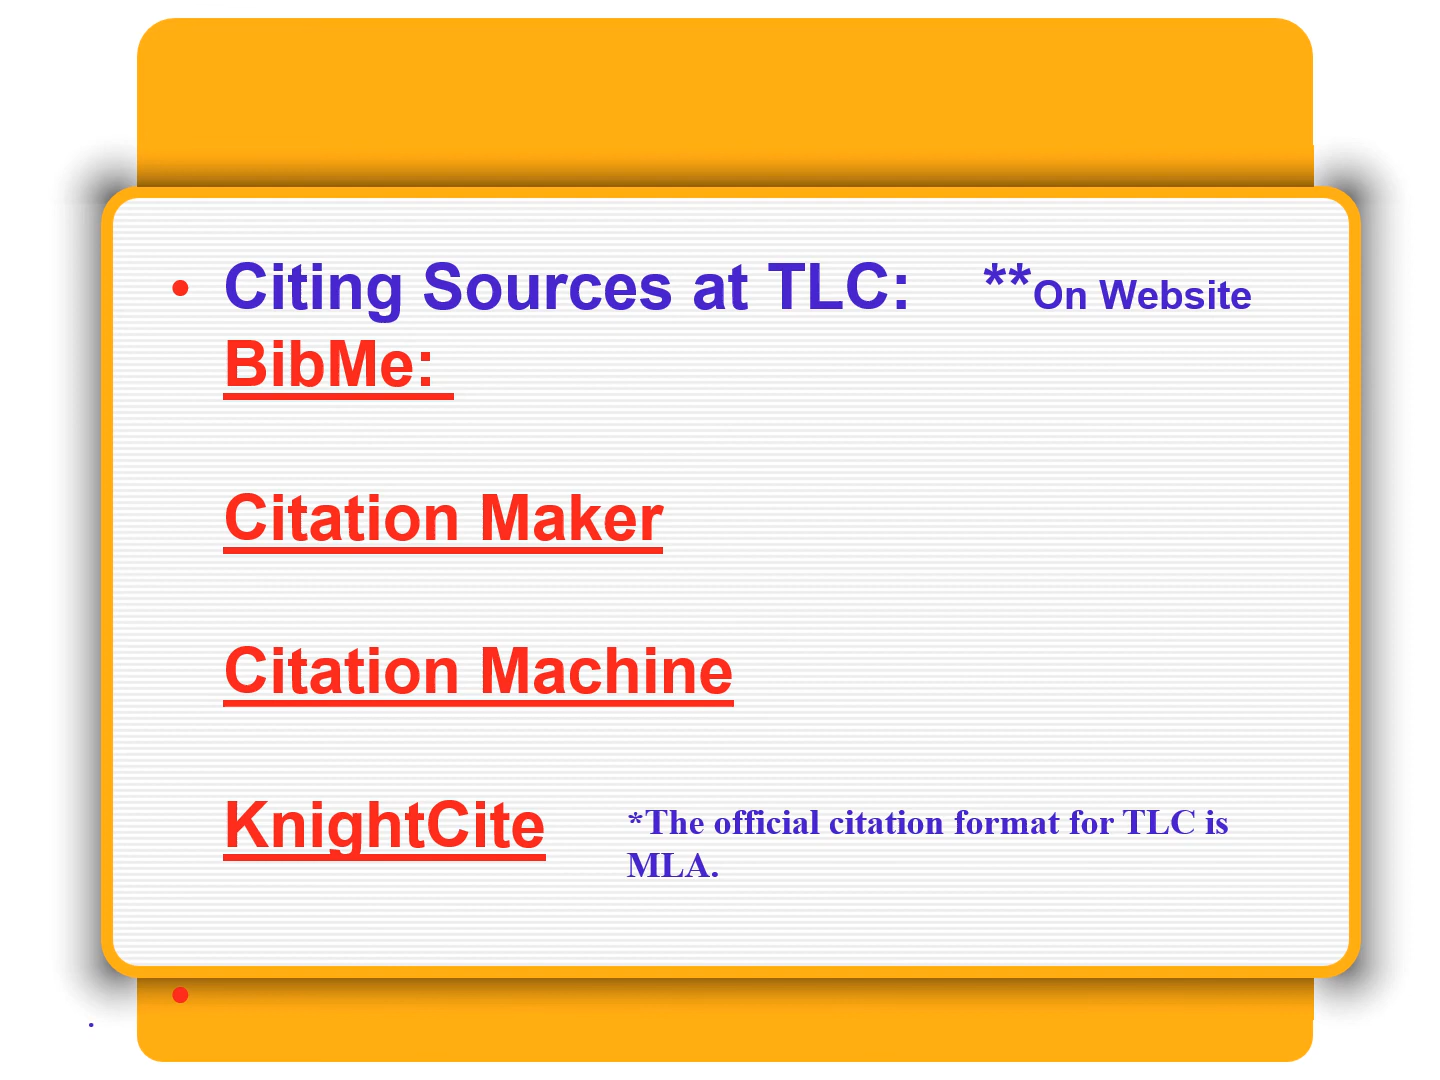 • Citing Sources at TLC: **On Website
BibMe:
Citation Maker
Citation Machine
KnightCite
*The official citation format for TLC is
MLA.
•
.